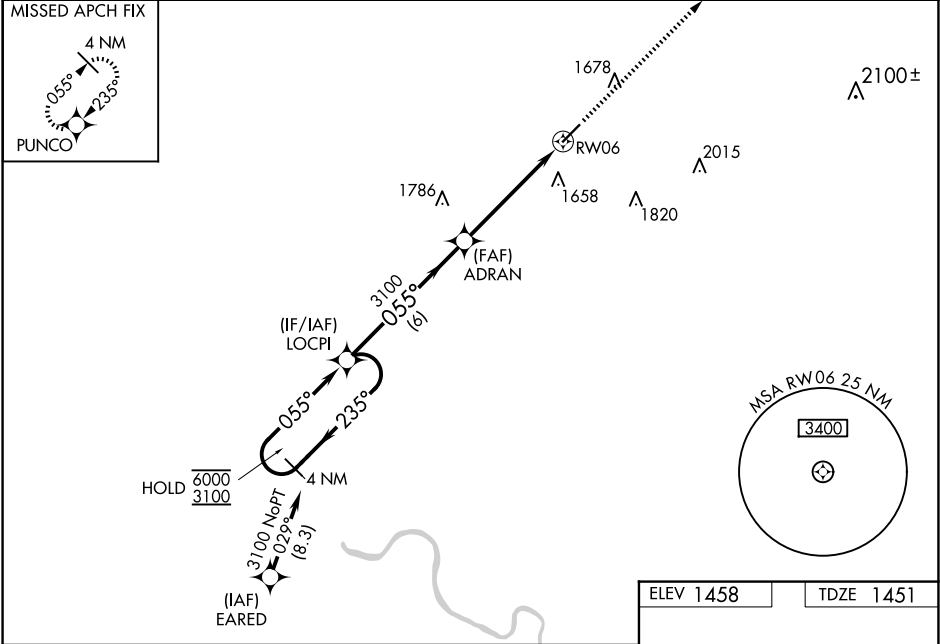 MISSED APCH FIX
4 NM
055°
235°
PUNCO
1678
2100±
RW06
2015
1786
1658
1820
(FAF)
ADRAN
3100
055°
(6)
(IF/IAF)
LOCPI
055°
235°
MSA RW06 25 NM
3400
HOLD 6000
3100
4 NM
3100 NoPT
029°
(8.3)
(IAF)
EARED
ELEV 1458
TDZE 1451